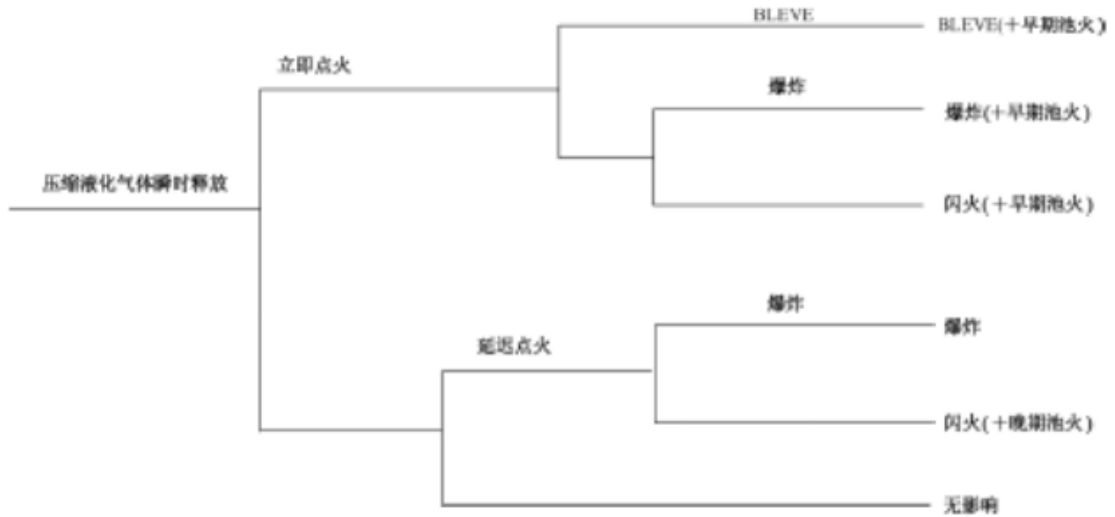 BLEVE
BLEVE(+早期池火)
立即点火
爆炸
爆炸(+早期池火)
压缩液化气体瞬时释放
闪火(+早期池火)
爆炸
爆炸
延迟点火
闪火(+晚期池火)
无影响